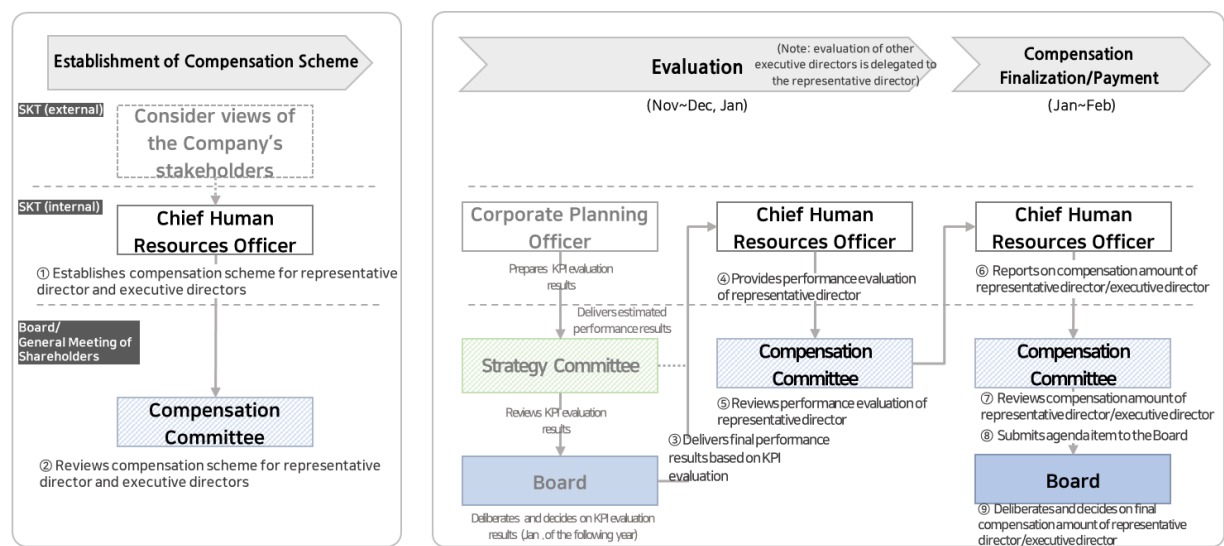 Establishment of Compensation Scheme
SKT (external)
Consider views of
the Company's
stakeholders
SKT (internal)
Chief Human
Resources Officer
① Establishes compensation scheme for representative
director and executive directors
Board/
General Meeting of
Shareholders
Compensation
Committee
② Reviews compensation scheme for representative
director and executive directors
Evaluation
(Note: evaluation of other
executive directors is delegated to
the representative director)
(Nov~Dec, Jan)
Compensation
Finalization/Payment
(Jan~Feb)
Corporate Planning
Officer
Prepares KPI evaluation
results
Delivers estimated
performance results
Strategy Committee
Reviews KPI evaluation
results
③ Delivers final performance
results based on KPI
evaluation
Board
Deliberates and decides on KPI evaluation
results (Jan. of the following year)
Chief Human
Resources Officer
④ Provides performance evaluation
of representative director
Compensation
Committee
⑤ Reviews performance evaluation of
representative director
Chief Human
Resources Officer
⑥ Reports on compensation amount of
representative director/executive director
Compensation
Committee
⑦ Reviews compensation amount of
representative director/executive director
⑧ Submits agenda item to the Board
Board
⑨ Deliberates and decides on final
compensation amount of representative
director/executive director